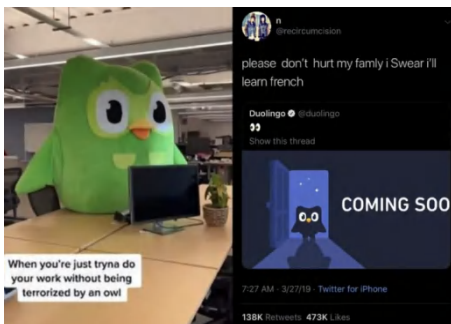 When you're just tryna do
your work without being
terrorized by an owl
n
@recircumcision
please don't hurt my famly i Swear i'll
learn french
Duolingo @duolingo
👀
Show this thread
COMING SOO
7:27 AM · 3/27/19 · Twitter for iPhone
138K Retweets 473K Likes